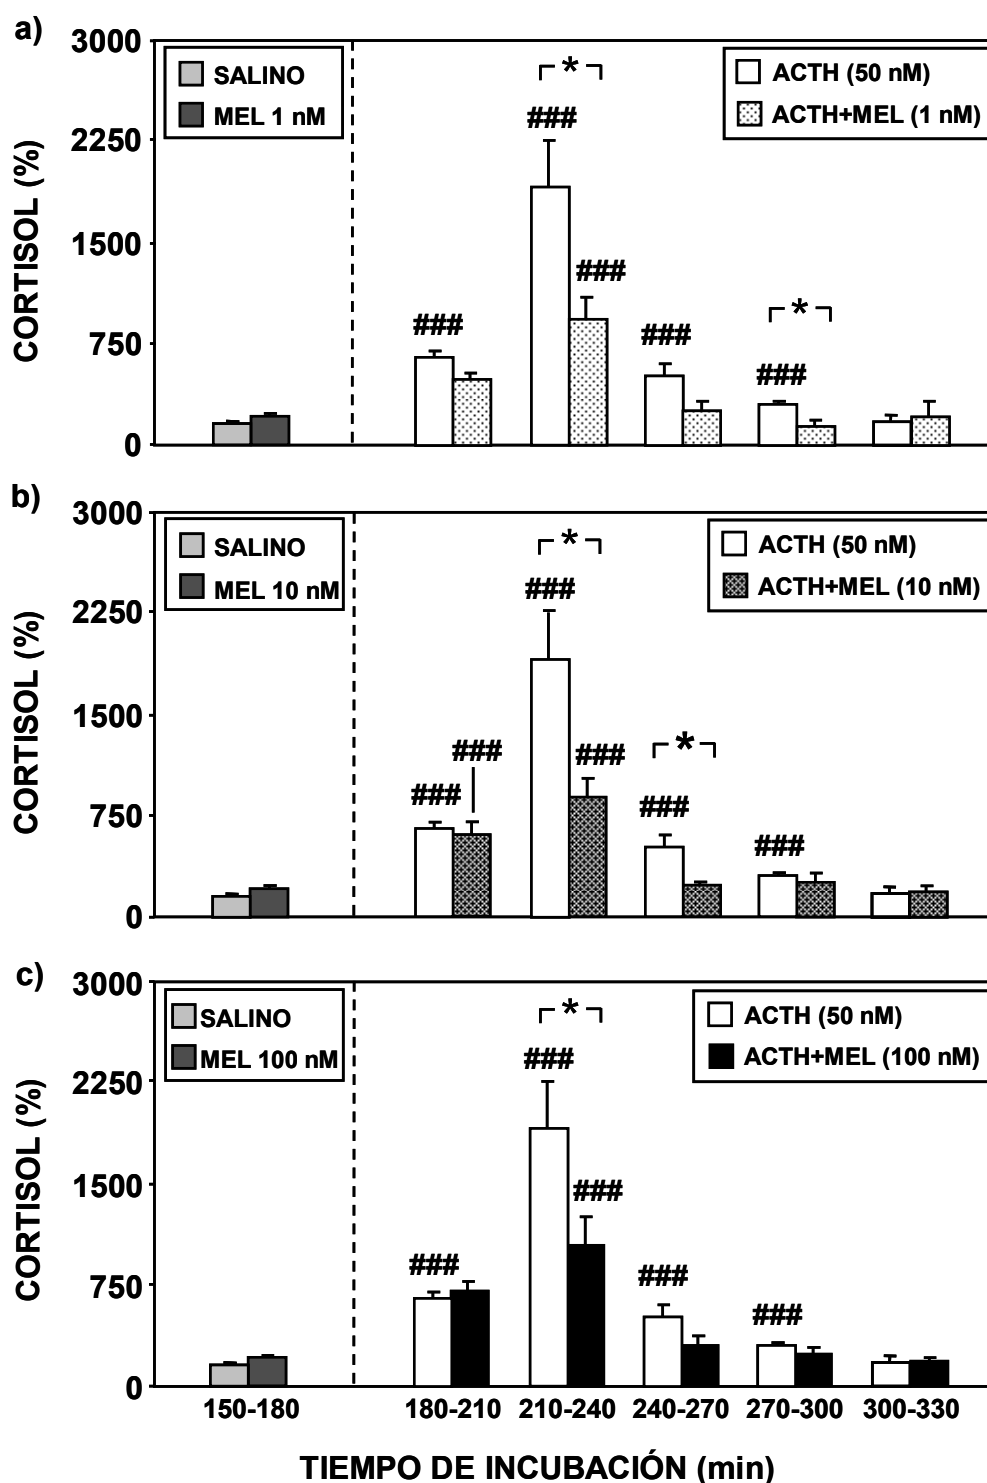 a)
3000
2250
1500
750
0
CORTISOL (%)
SALINO
MEL 1 nM
ACTH (50 nM)
ACTH+MEL (1 nM)
*
###
###
###
###
*
###
b)
3000
2250
1500
750
0
CORTISOL (%)
SALINO
MEL 10 nM
ACTH (50 nM)
ACTH+MEL (10 nM)
*
###
###
###
###
*
###
###
c)
3000
2250
1500
750
0
CORTISOL (%)
SALINO
MEL 100 nM
ACTH (50 nM)
ACTH+MEL (100 nM)
*
###
###
###
###
###
150-180 180-210 210-240 240-270 270-300 300-330
TIEMPO DE INCUBACIÓN (min)